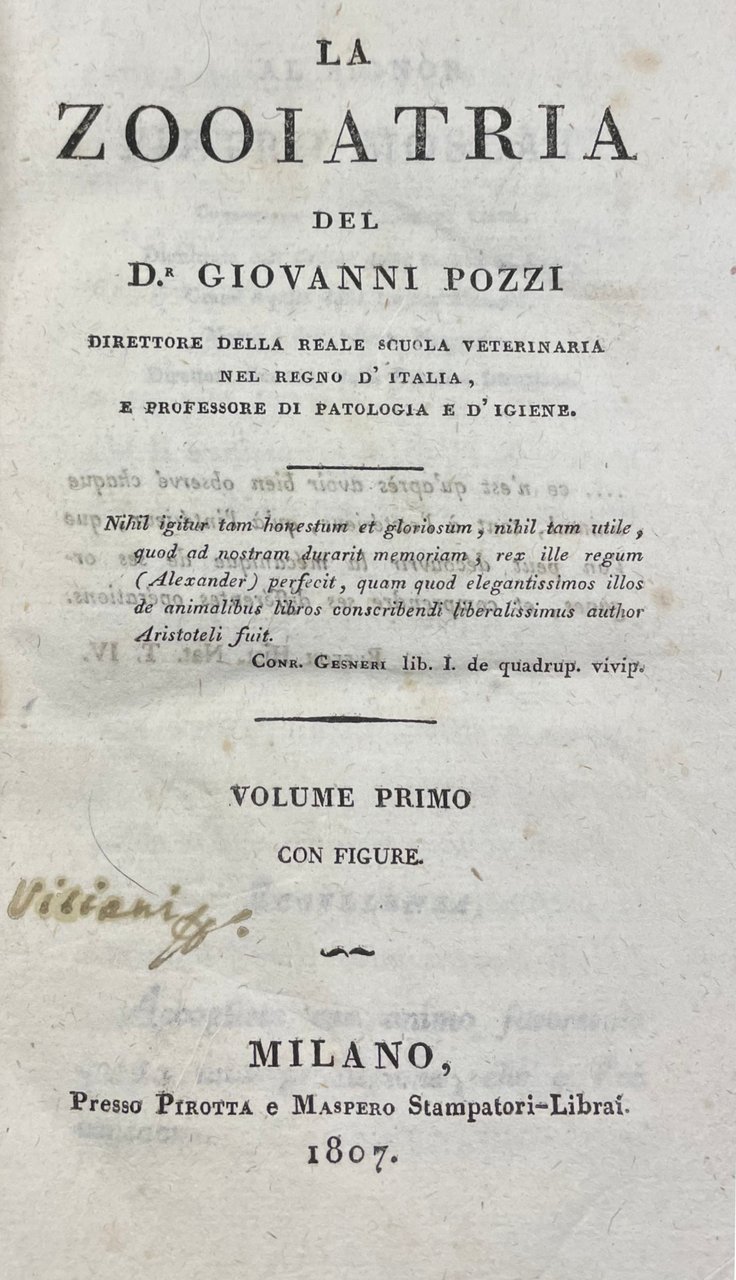 LA
ZOOIATRIA
DEL
D.ʀ GIOVANNI POZZI
DIRETTORE DELLA REALE SCUOLA VETERINARIA
NEL REGNO D' ITALIA,
E PROFESSORE DI PATOLOGIA E D' IGIENE.
Nihil igitur tam honestum et gloriosum, nihil tam utile,
quod ad nostram durarit memoriam, rex ille regum
(Alexander) perfecit, quam quod elegantissimos illos
de animalibus libros conscribendi liberalissimus author
Aristoteli fuit.
CONR. GESNERI lib. I. de quadrup. vivip.
VOLUME PRIMO
CON FIGURE.
MILANO,
Presso PIROTTA e MASPERO Stampatori-Librai.
1807.